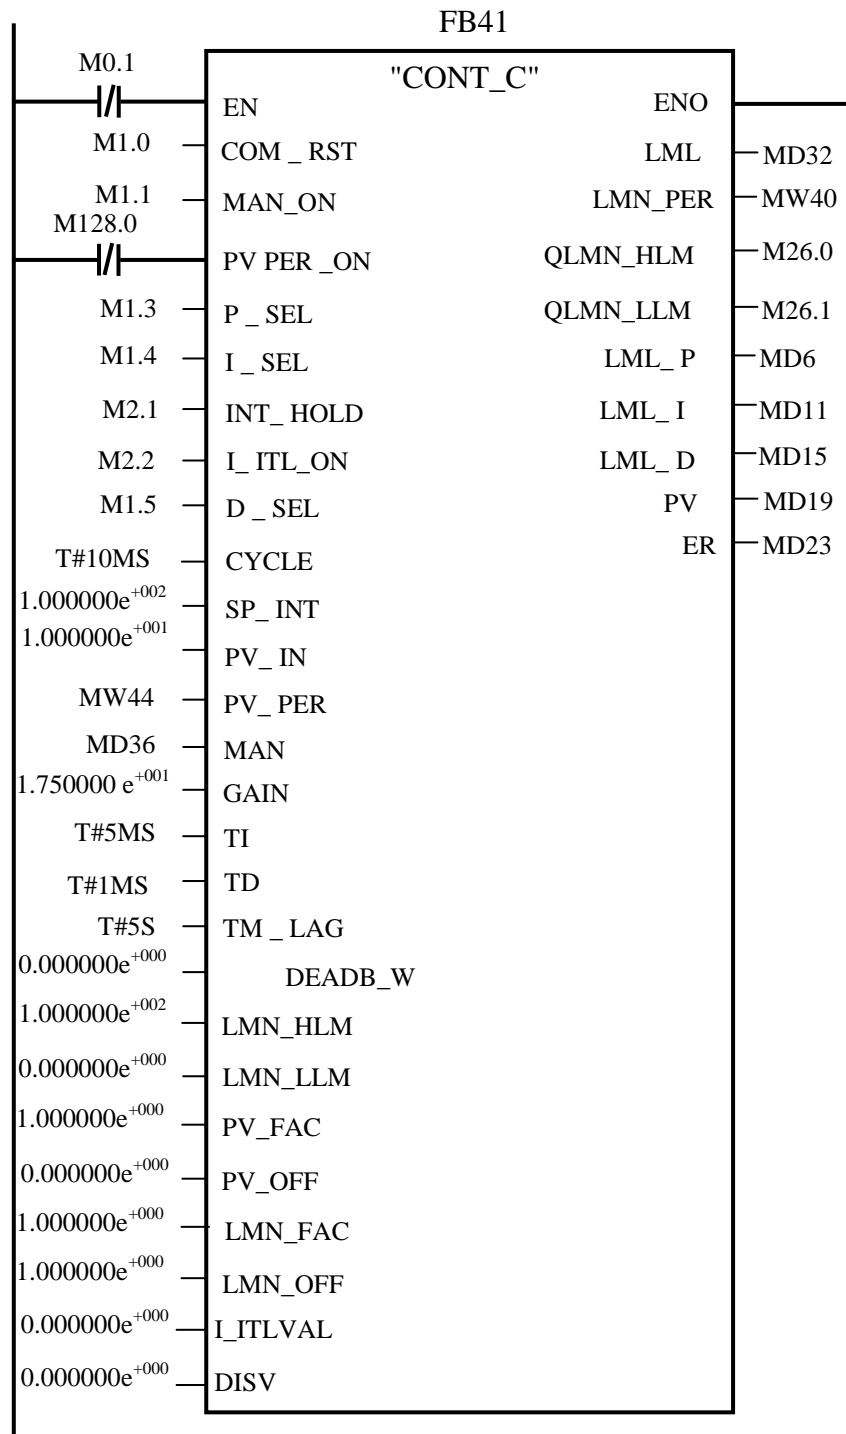 FB41
"CONT_C"
M0.1
EN
ENO
M1.0
COM _ RST
LML
MD32
M1.1
MAN_ON
LMN_PER
MW40
M128.0
PV PER _ON
QLMN_HLM
M26.0
M1.3
P _ SEL
QLMN_LLM
M26.1
M1.4
I _ SEL
LML_ P
MD6
M2.1
INT_ HOLD
LML_ I
MD11
M2.2
I_ ITL_ON
LML_ D
MD15
M1.5
D _ SEL
PV
MD19
ER
MD23
T#10MS
CYCLE
1.000000e+002
SP_ INT
1.000000e+001
PV_ IN
MW44
PV_ PER
MD36
MAN
1.750000 e+001
GAIN
T#5MS
TI
T#1MS
TD
T#5S
TM _ LAG
0.000000e+000
DEADB_W
1.000000e+002
LMN_HLM
0.000000e+000
LMN_LLM
1.000000e+000
PV_FAC
0.000000e+000
PV_OFF
1.000000e+000
LMN_FAC
1.000000e+000
LMN_OFF
0.000000e+000
I_ITLVAL
0.000000e+000
DISV